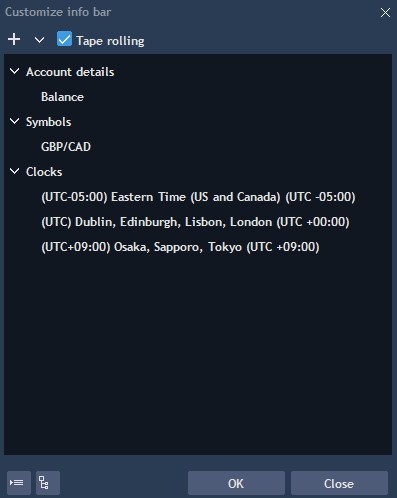 Customize info bar
Tape rolling
Account details
Balance
Symbols
GBP/CAD
Clocks
(UTC-05:00) Eastern Time (US and Canada) (UTC -05:00)
(UTC) Dublin, Edinburgh, Lisbon, London (UTC +00:00)
(UTC+09:00) Osaka, Sapporo, Tokyo (UTC +09:00)
OK Close